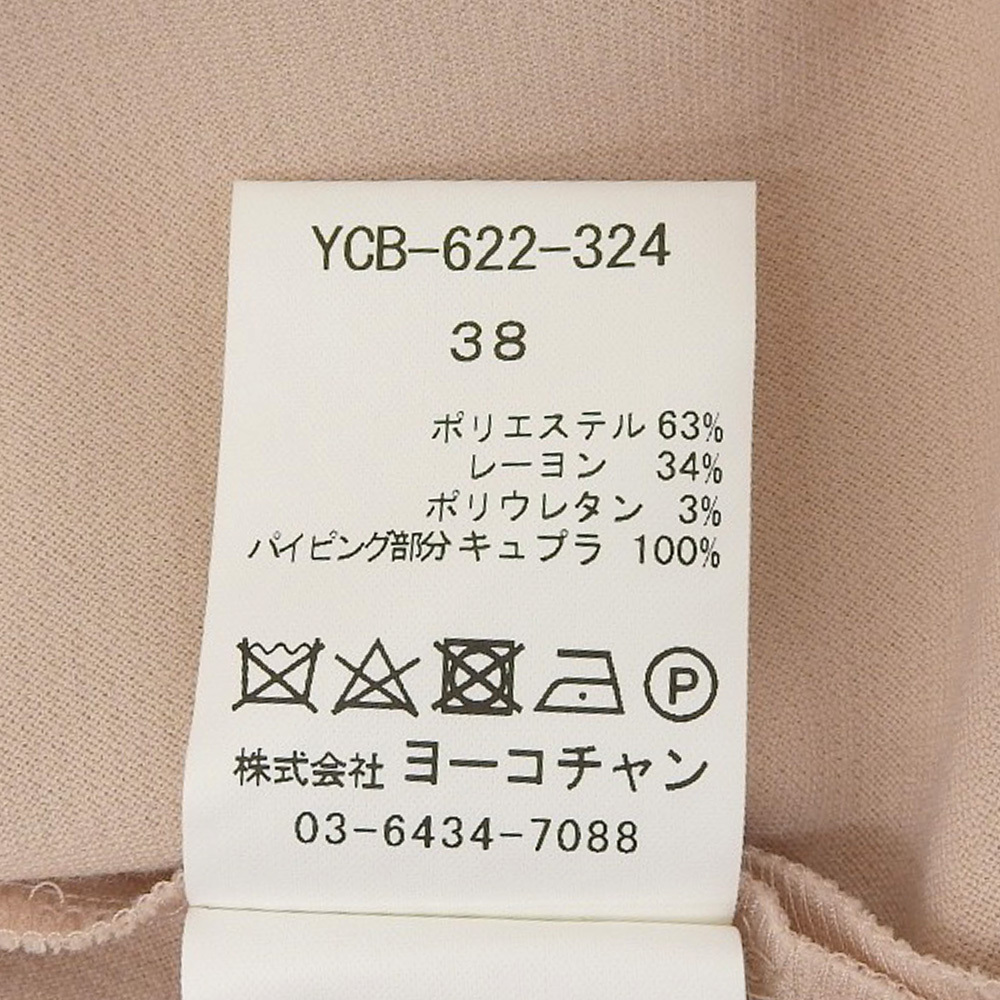 YCB-622-324
38
ポリエステル 63%
レーヨン 34%
ポリウレタン 3%
パイピング部分 キュプラ 100%
P
株式会社 ヨーコチャン
03-6434-7088